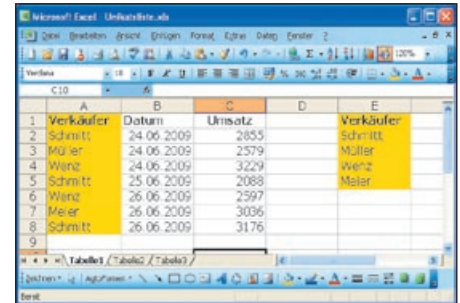 Microsoft Excel - Unikatsliste.xls
Datei Bearbeiten Ansicht Einfügen Format Extras Daten Fenster ?
120%
Verdana 18 F K U
C10
A B C D E
1 Verkäufer Datum Umsatz Verkäufer
2 Schmitt 24.06.2009 2855 Schmitt
3 Müller 24.06.2009 2579 Müller
4 Wenz 24.06.2009 3229 Wenz
5 Schmitt 25.06.2009 2088 Meier
6 Wenz 26.06.2009 2597
7 Meier 26.06.2009 3036
8 Schmitt 26.06.2009 3176
9
Tabelle1 / Tabelle2 / Tabelle3 /
Zeichnen AutoFormen
Bereit